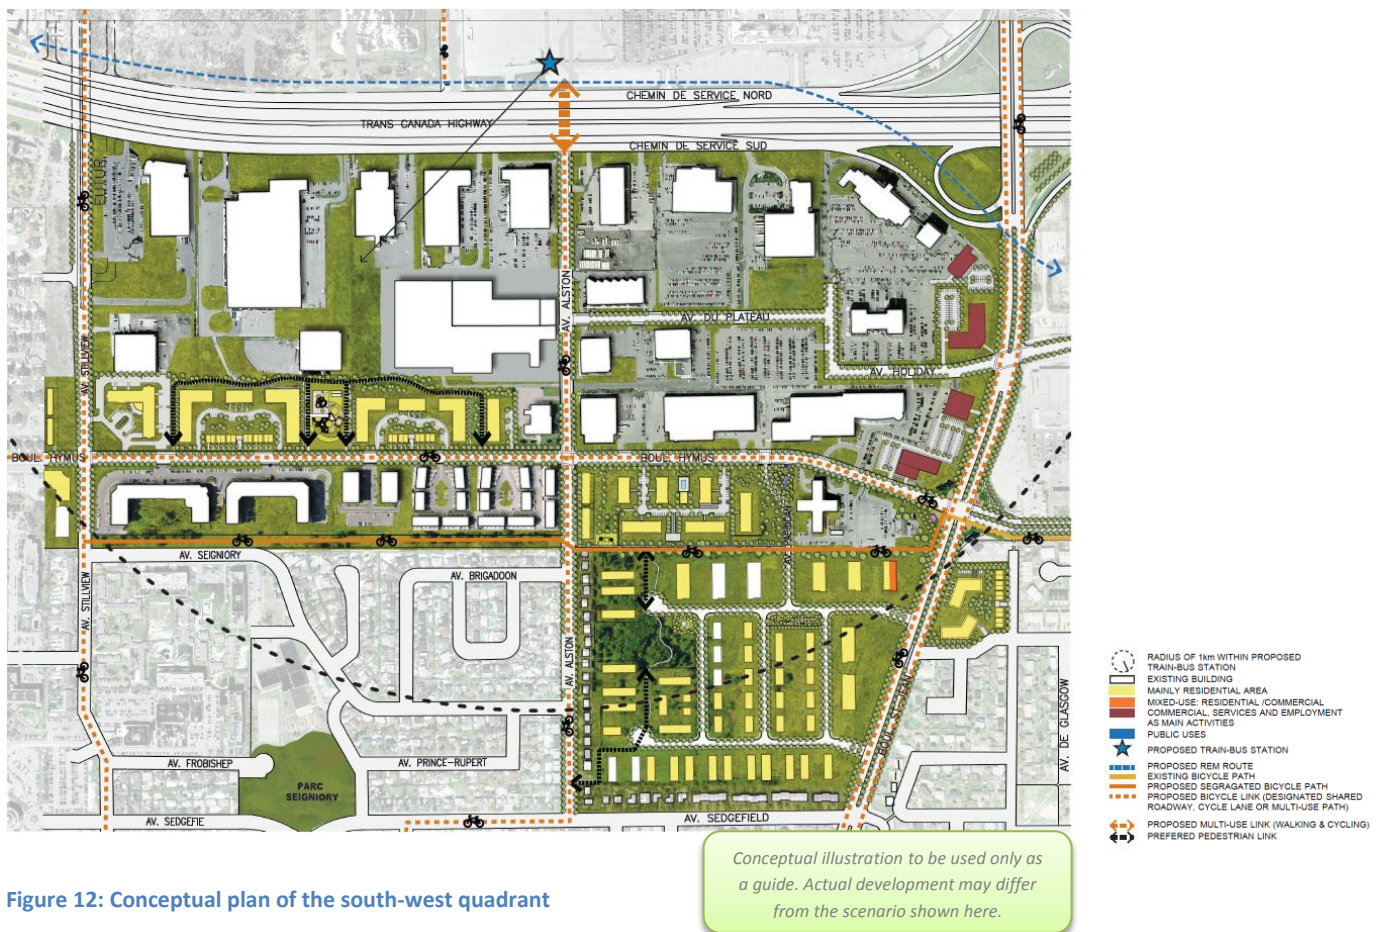 CHEMIN DE SERVICE NORD
TRANS CANADA HIGHWAY
CHEMIN DE SERVICE SUD
AV. STILLVIEW
AV. ALSTON
AV. DU PLATEAU
AV. HOLIDAY
BOUL. HYMUS
BOUL. HYMUS
AV. SEIGNIORY
AV. BRIGADOON
AV. STILLVIEW
AV. ALSTON
BOUL. ST-JEAN
AV. DE GLASGOW
AV. FROBISHEP
AV. PRINCE-RUPERT
PARC
SEIGNIORY
AV. SEDGEFIE
AV. SEDGEFIELD
RADIUS OF 1km WITHIN PROPOSED
TRAIN-BUS STATION
EXISTING BUILDING
MAINLY RESIDENTIAL AREA
MIXED-USE: RESIDENTIAL /COMMERCIAL
COMMERCIAL, SERVICES AND EMPLOYMENT
AS MAIN ACTIVITIES
PUBLIC USES
PROPOSED TRAIN-BUS STATION
PROPOSED REM ROUTE
EXISTING BICYCLE PATH
PROPOSED SEGRAGATED BICYCLE PATH
PROPOSED BICYCLE LINK (DESIGNATED SHARED
ROADWAY, CYCLE LANE OR MULTI-USE PATH)
PROPOSED MULTI-USE LINK (WALKING & CYCLING)
PREFERED PEDESTRIAN LINK
Conceptual illustration to be used only as
a guide. Actual development may differ
from the scenario shown here.
Figure 12: Conceptual plan of the south-west quadrant